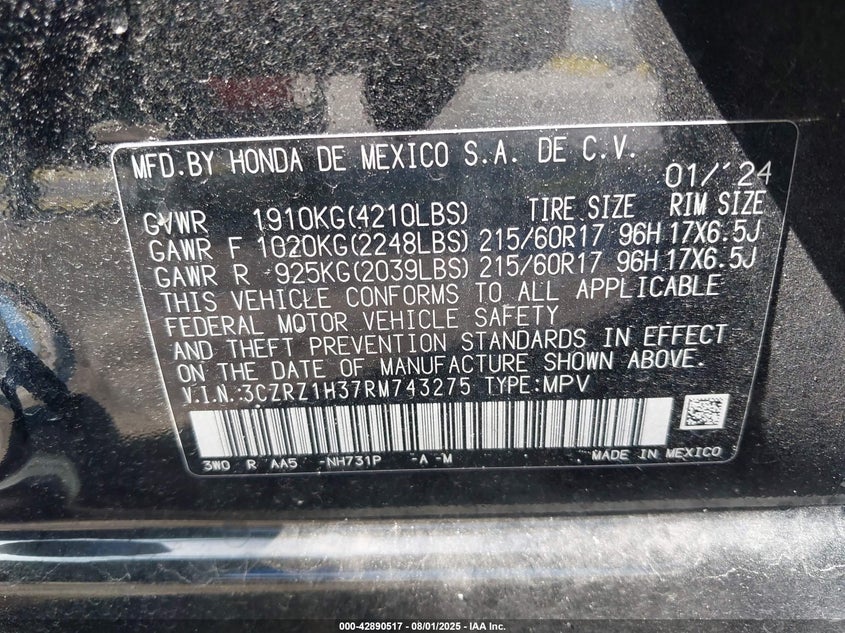 MFD.BY HONDA DE MEXICO S.A. DE C.V.
01/'24
GVWR 1910KG(4210LBS) TIRE SIZE RIM SIZE
GAWR F 1020KG(2248LBS) 215/60R17 96H 17X6.5J
GAWR R 925KG(2039LBS) 215/60R17 96H 17X6.5J
THIS VEHICLE CONFORMS TO ALL APPLICABLE
FEDERAL MOTOR VEHICLE SAFETY
AND THEFT PREVENTION STANDARDS IN EFFECT
ON THE DATE OF MANUFACTURE SHOWN ABOVE.
V.I.N.:3CZRZ1H37RM743275 TYPE:MPV
3W0 R AA5 -NH731P -A -M MADE IN MEXICO
000-42890517 - 08/01/2025 - IAA Inc.